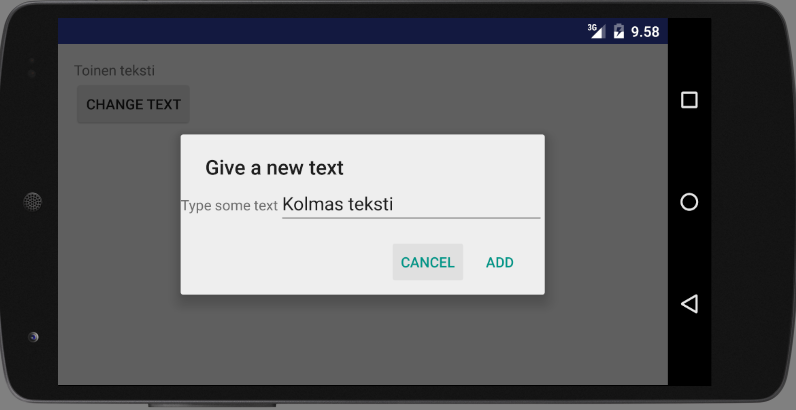 3G 9.58
Toinen teksti
CHANGE TEXT
Give a new text
Type some text Kolmas teksti
CANCEL ADD